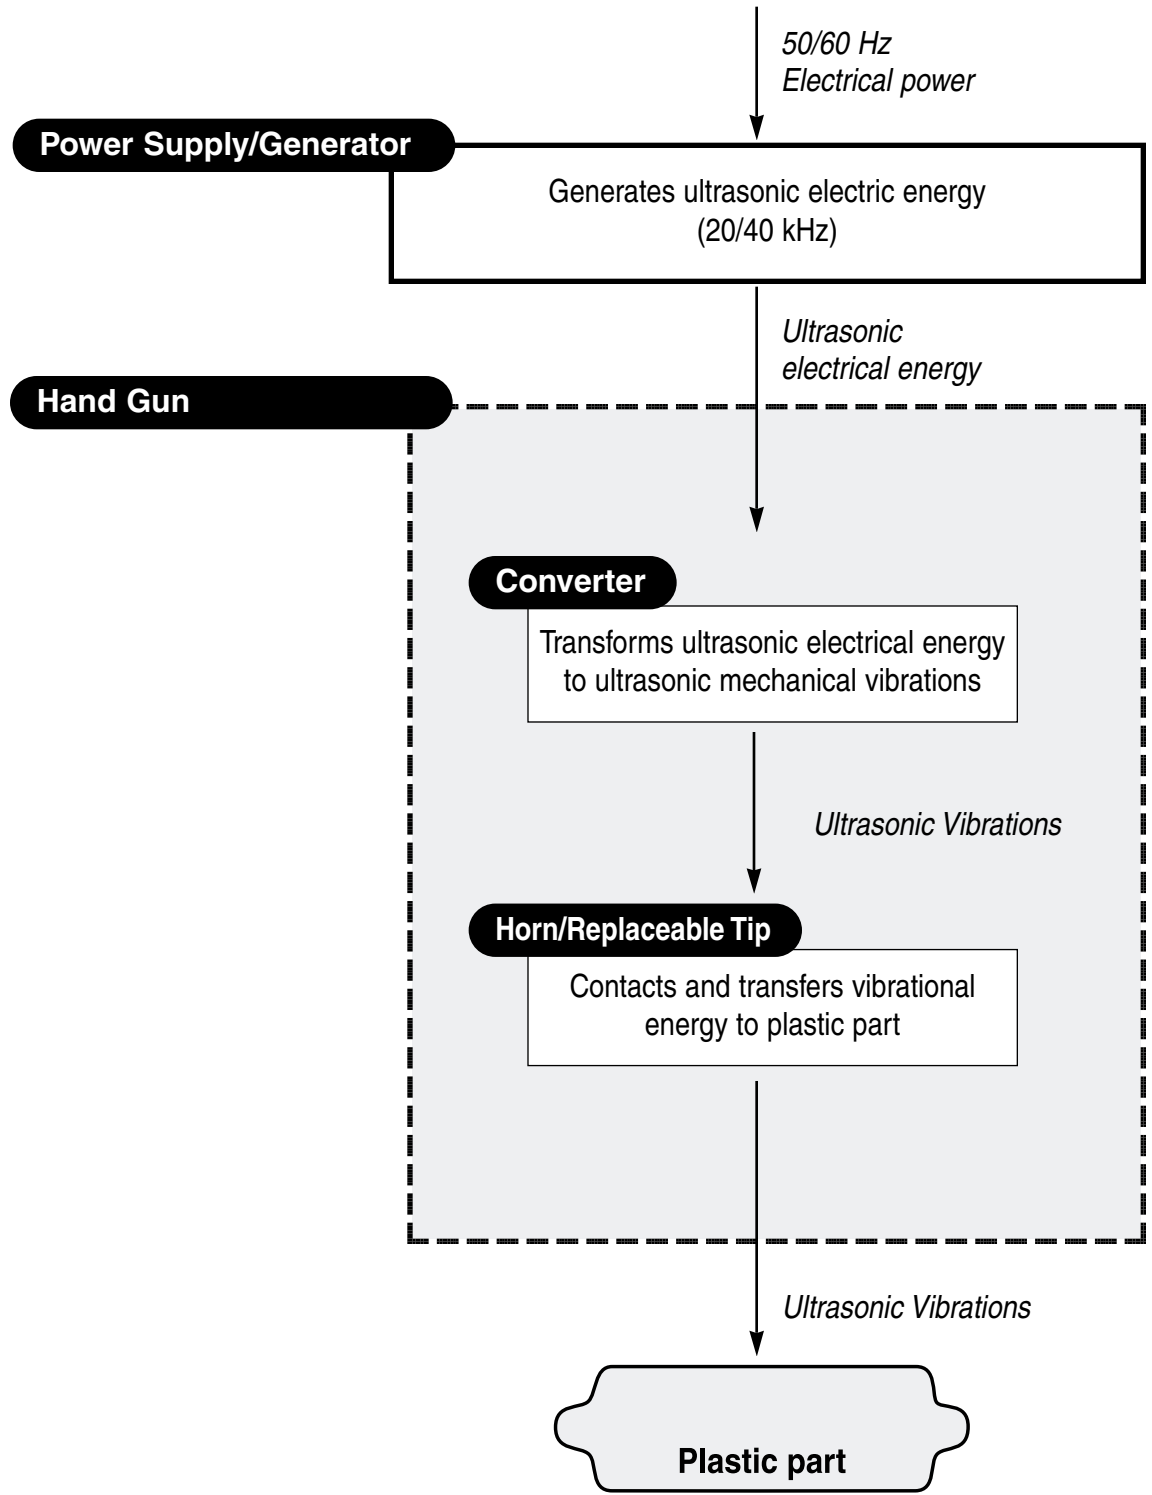 50/60 Hz
Electrical power
Power Supply/Generator
Generates ultrasonic electric energy
(20/40 kHz)
Ultrasonic
electrical energy
Hand Gun
Converter
Transforms ultrasonic electrical energy
to ultrasonic mechanical vibrations
Ultrasonic Vibrations
Horn/Replaceable Tip
Contacts and transfers vibrational
energy to plastic part
Ultrasonic Vibrations
Plastic part